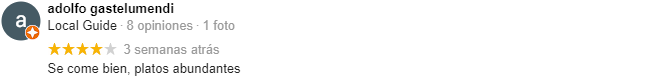 a
adolfo gastelumendi
Local Guide · 8 opiniones · 1 foto
3 semanas atrás
Se come bien, platos abundantes